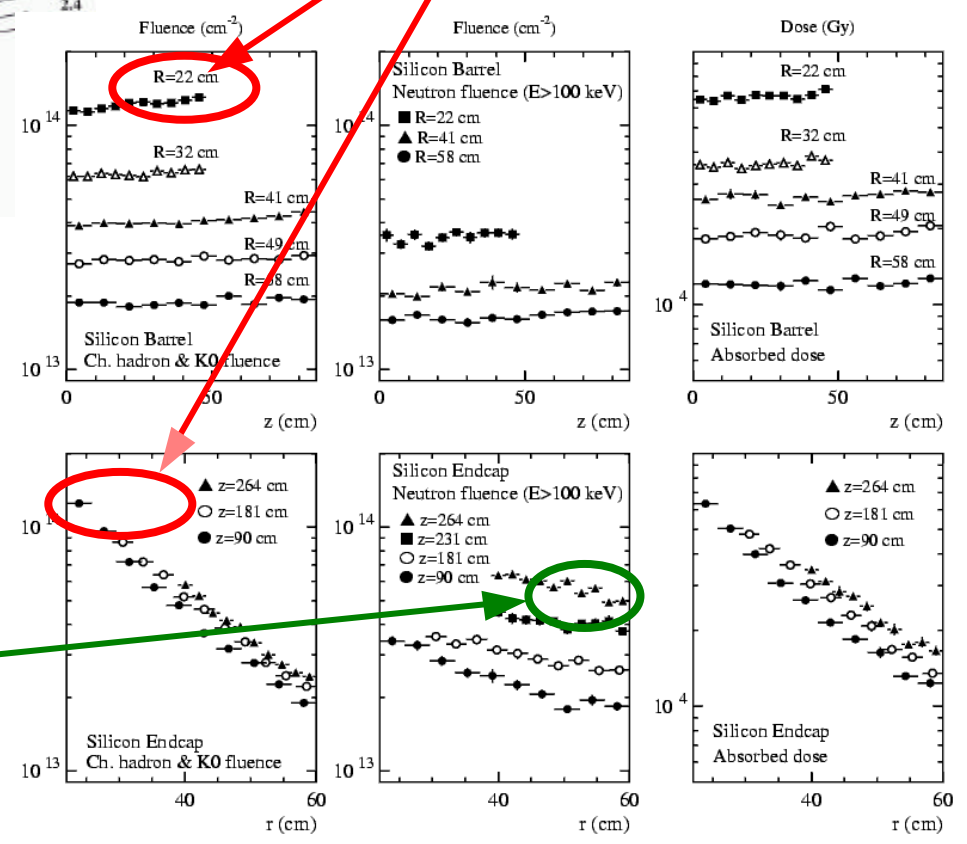 2.4
Fluence (cm⁻²)
R=22 cm
10¹⁴
R=32 cm
R=41 cm
R=49 cm
R=58 cm
Silicon Barrel
Ch. hadron & K0 fluence
10¹³
0
50
z (cm)
Fluence (cm⁻²)
Silicon Barrel
Neutron fluence (E>100 keV)
R=22 cm
R=41 cm
R=58 cm
10¹⁴
10¹³
0
50
z (cm)
Dose (Gy)
R=22 cm
R=32 cm
R=41 cm
R=49 cm
R=58 cm
10⁴
Silicon Barrel
Absorbed dose
0
50
z (cm)
z=264 cm
z=181 cm
z=90 cm
10¹⁴
Silicon Endcap
Ch. hadron & K0 fluence
10¹³
40
60
r (cm)
Silicon Endcap
Neutron fluence (E>100 keV)
z=264 cm
z=231 cm
z=181 cm
z=90 cm
10¹⁴
10¹³
40
60
r (cm)
z=264 cm
z=181 cm
z=90 cm
10⁴
Silicon Endcap
Absorbed dose
40
60
r (cm)